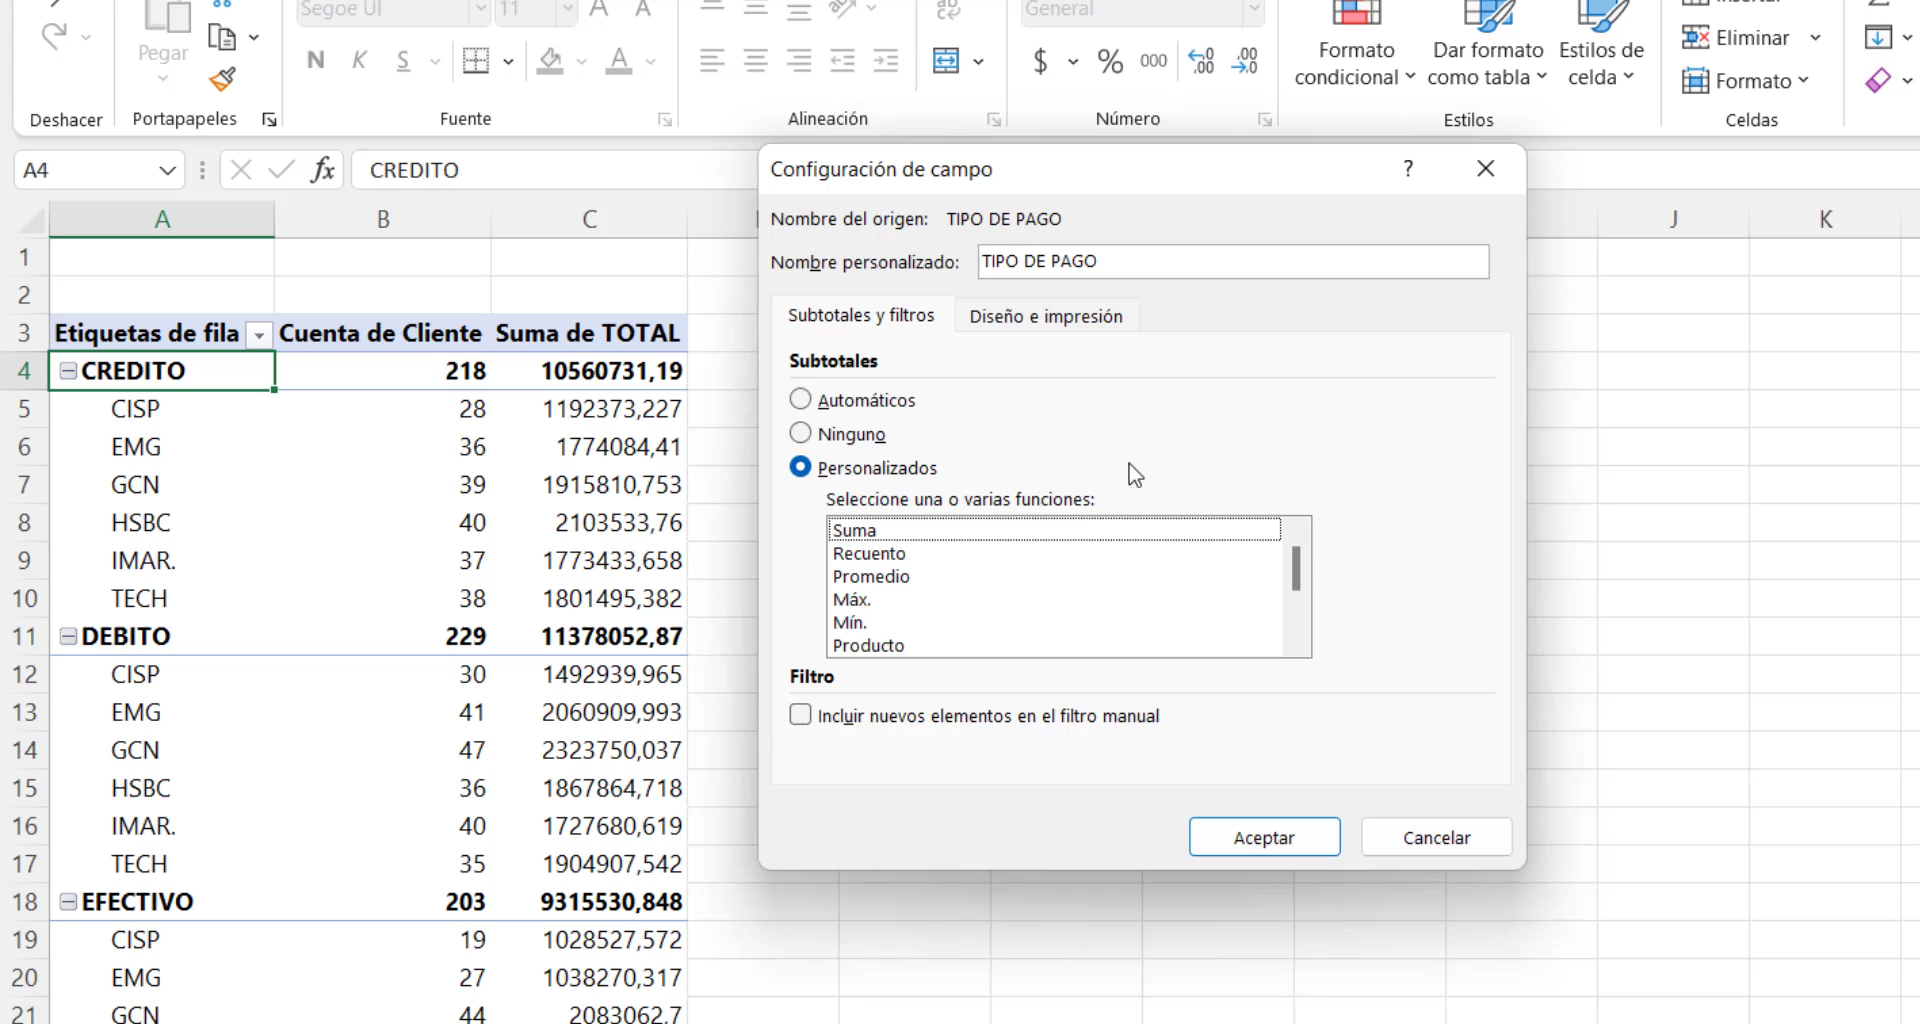 Segoe UI 11 A A General
Insertar
Pegar
N K S A
$ % 000
Formato condicional
Dar formato como tabla
Estilos de celda
Eliminar
Formato
Deshacer Portapapeles Fuente Alineación Número Estilos Celdas
A4 fx CREDITO
A B C J K
1
2
3 Etiquetas de fila Cuenta de Cliente Suma de TOTAL
4 CREDITO 218 10560731,19
5 CISP 28 1192373,227
6 EMG 36 1774084,41
7 GCN 39 1915810,753
8 HSBC 40 2103533,76
9 IMAR. 37 1773433,658
10 TECH 38 1801495,382
11 DEBITO 229 11378052,87
12 CISP 30 1492939,965
13 EMG 41 2060909,993
14 GCN 47 2323750,037
15 HSBC 36 1867864,718
16 IMAR. 40 1727680,619
17 TECH 35 1904907,542
18 EFECTIVO 203 9315530,848
19 CISP 19 1028527,572
20 EMG 27 1038270,317
21 GCN 44 2083062,7
Configuración de campo ?
Nombre del origen: TIPO DE PAGO
Nombre personalizado: TIPO DE PAGO
Subtotales y filtros Diseño e impresión
Subtotales
Automáticos
Ninguno
Personalizados
Seleccione una o varias funciones:
Suma
Recuento
Promedio
Máx.
Mín.
Producto
Filtro
Incluir nuevos elementos en el filtro manual
Aceptar Cancelar